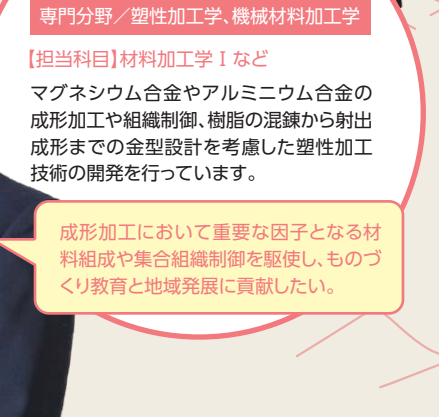 専門分野／塑性加工学、機械材料加工学
【担当科目】材料加工学Ⅰなど
マグネシウム合金やアルミニウム合金の
成形加工や組織制御、樹脂の混錬から射出
成形までの金型設計を考慮した塑性加工
技術の開発を行っています。
成形加工において重要な因子となる材
料組成や集合組織制御を駆使し、ものづ
くり教育と地域発展に貢献したい。